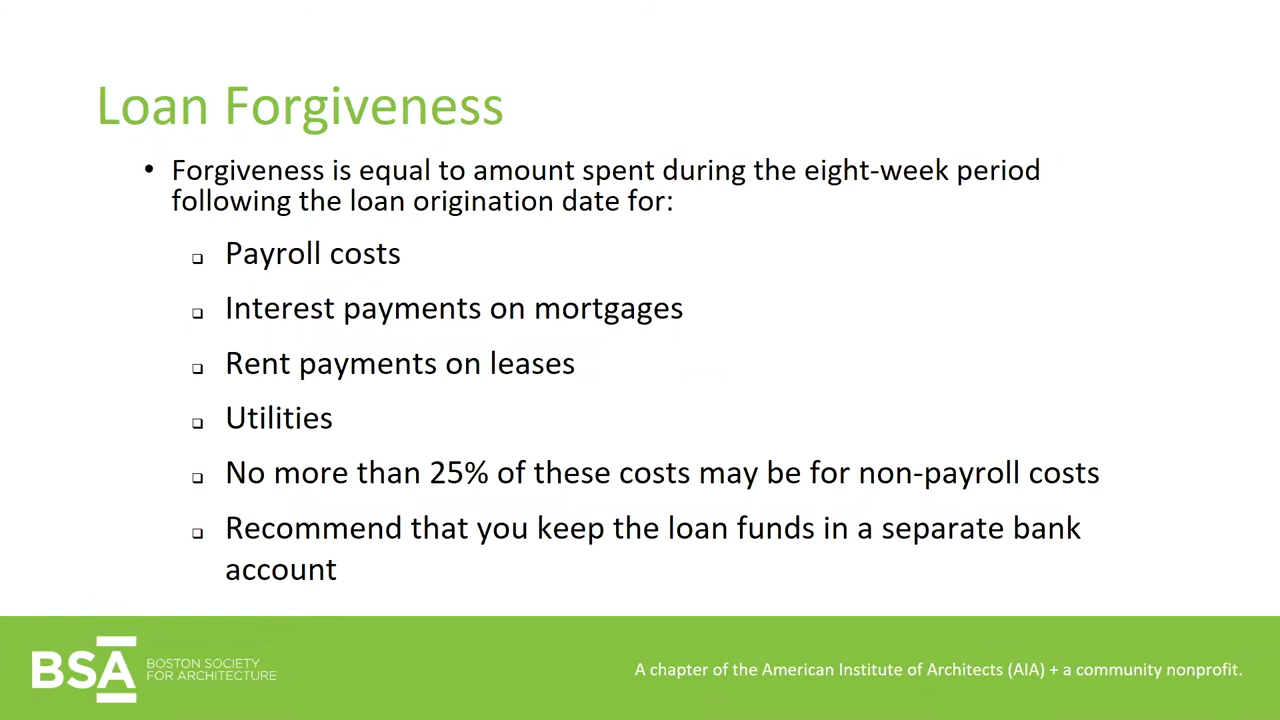 Loan Forgiveness
• Forgiveness is equal to amount spent during the eight-week period
following the loan origination date for:
❑ Payroll costs
❑ Interest payments on mortgages
❑ Rent payments on leases
❑ Utilities
❑ No more than 25% of these costs may be for non-payroll costs
❑ Recommend that you keep the loan funds in a separate bank
account
BSA
BOSTON SOCIETY
FOR ARCHITECTURE
A chapter of the American Institute of Architects (AIA) + a community nonprofit.